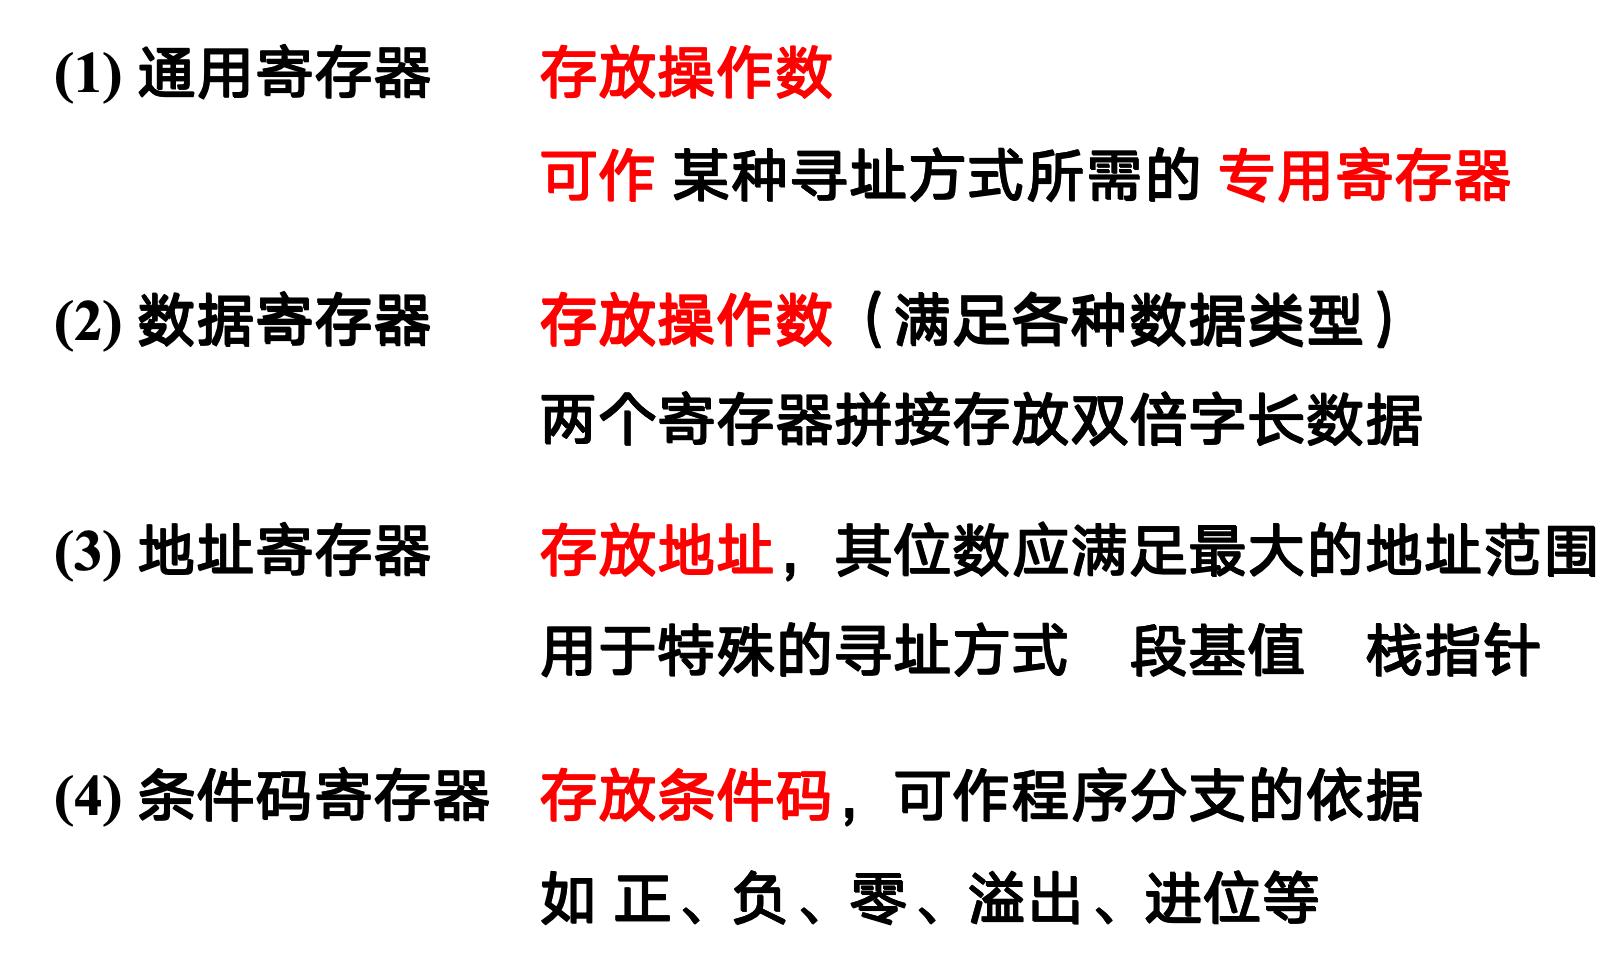 (1) 通用寄存器 存放操作数
可作 某种寻址方式所需的 专用寄存器
(2) 数据寄存器 存放操作数（满足各种数据类型）
两个寄存器拼接存放双倍字长数据
(3) 地址寄存器 存放地址，其位数应满足最大的地址范围
用于特殊的寻址方式 段基值 栈指针
(4) 条件码寄存器 存放条件码，可作程序分支的依据
如 正、负、零、溢出、进位等